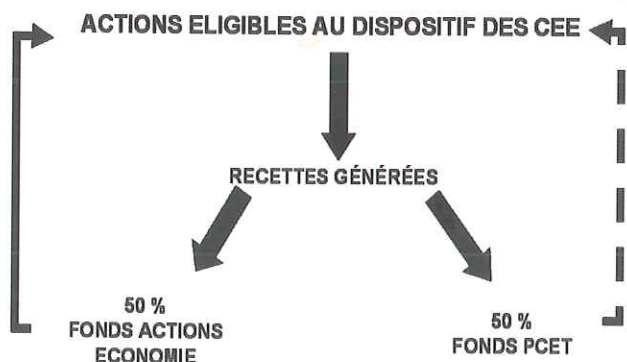 ACTIONS ELIGIBLES AU DISPOSITIF DES CEE
RECETTES GÉNÉRÉES
50 %
FONDS ACTIONS
ECONOMIE
50 %
FONDS PCET